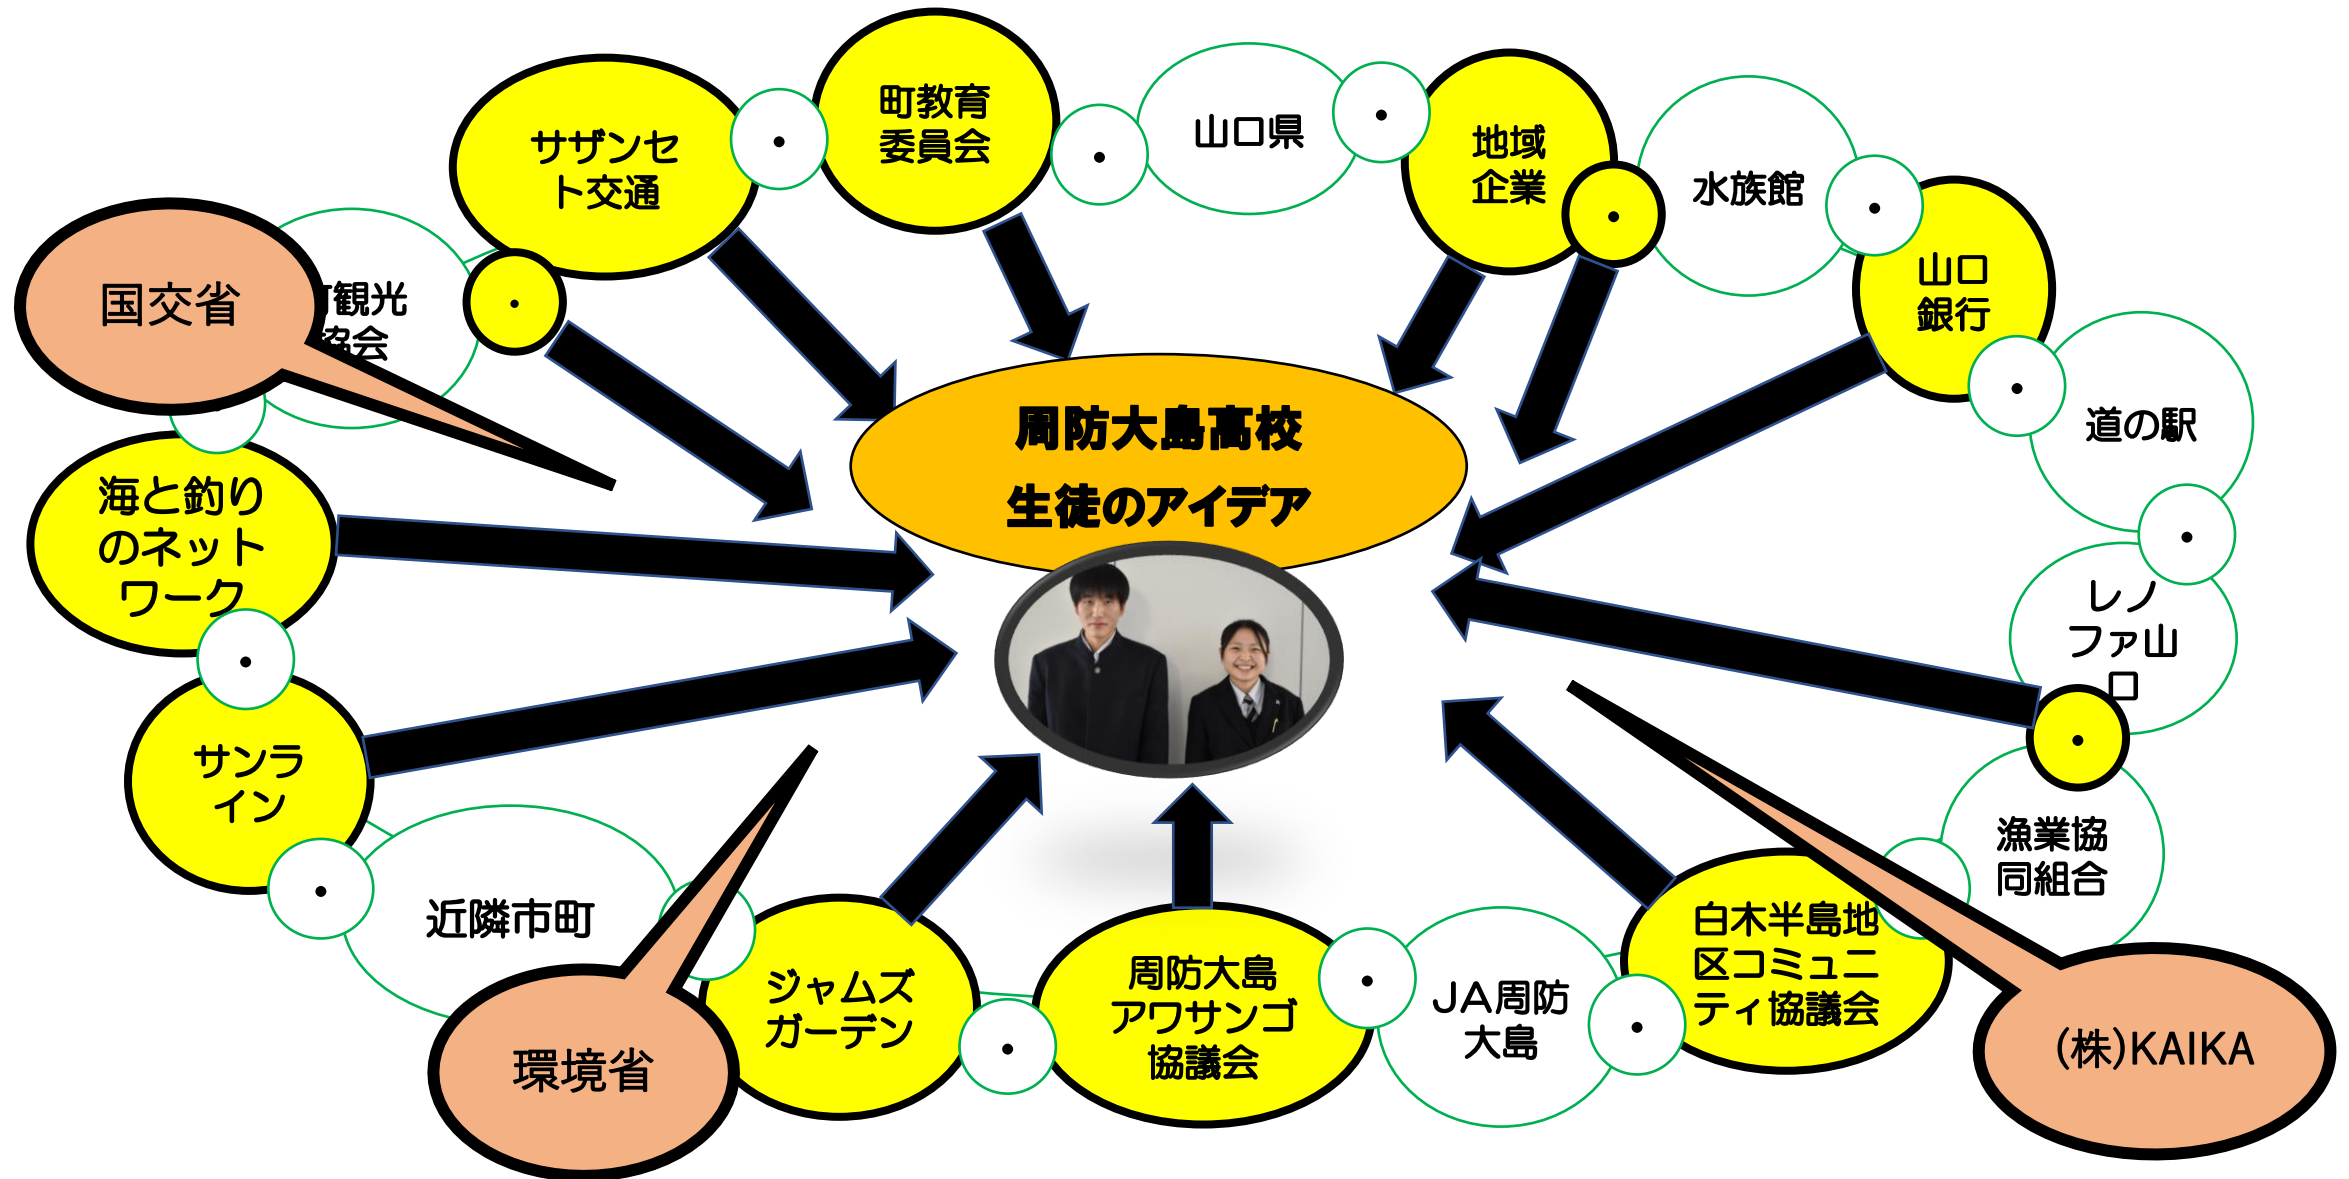 町教育
委員会
サザンセ
ト交通
山口県
地域
企業
水族館
山口
銀行
国交省
観光
協会
道の駅
周防大島高校
生徒のアイデア
海と釣り
のネット
ワーク
レノ
ファ山
口
サンラ
イン
漁業協
同組合
近隣市町
白木半島地
区コミュニ
ティ協議会
ジャムズ
ガーデン
周防大島
アワサンゴ
協議会
JA周防
大島
環境省
(株)KAIKA